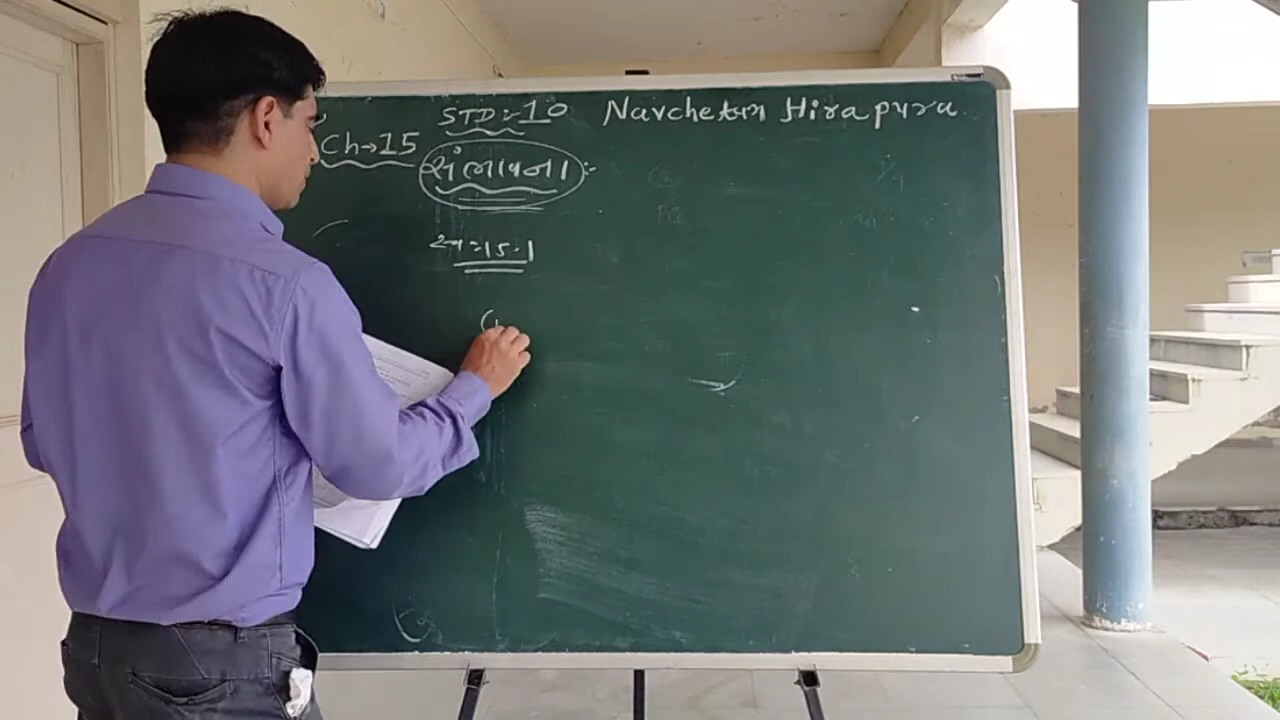 STD :- 10 Navchetan Hirapura
Ch→15 સંભાવના :-
સ્વા :- 15.1